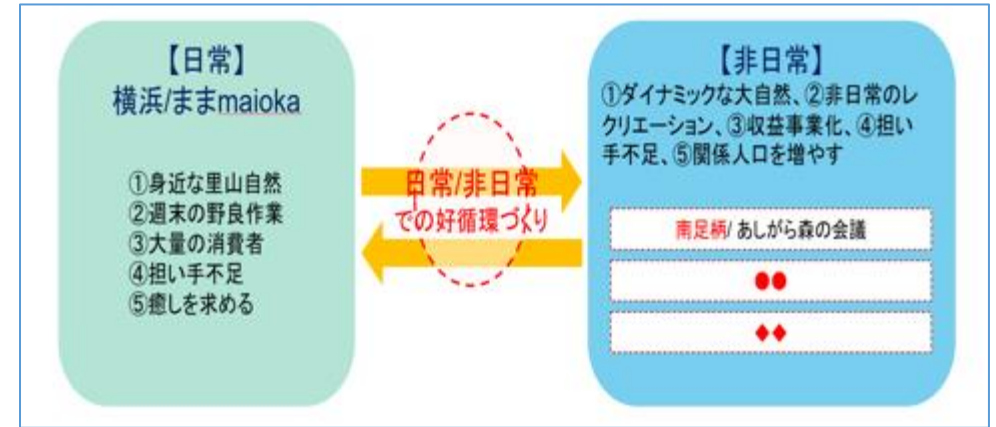 【日常】
横浜/ままmaioka
①身近な里山自然
②週末の野良作業
③大量の消費者
④担い手不足
⑤癒しを求める
日常/非日常
での好循環づくり
【非日常】
①ダイナミックな大自然、②非日常のレ
クリエーション、③収益事業化、④担い
手不足、⑤関係人口を増やす
南足柄/あしがら森の会議
●●
♦♦